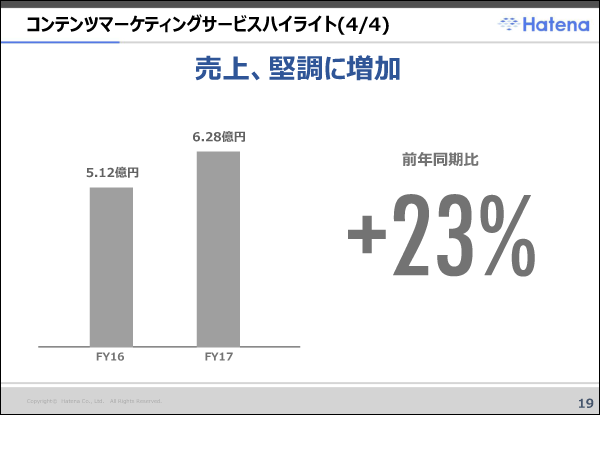 コンテンツマーケティングサービスハイライト(4/4)
Hatena
売上、堅調に増加
6.28億円
5.12億円
前年同期比
+23%
FY16
FY17
Copyright© Hatena Co., Ltd. All Rights Reserved.
19